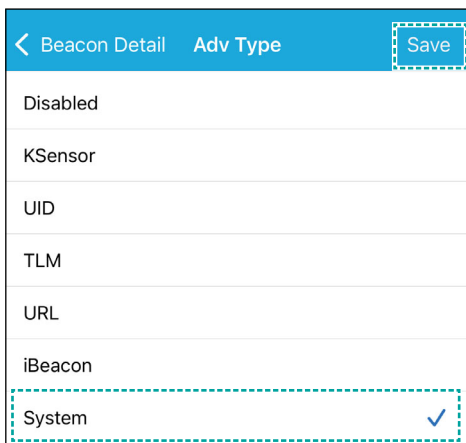 Beacon Detail Adv Type Save
Disabled
KSensor
UID
TLM
URL
iBeacon
System